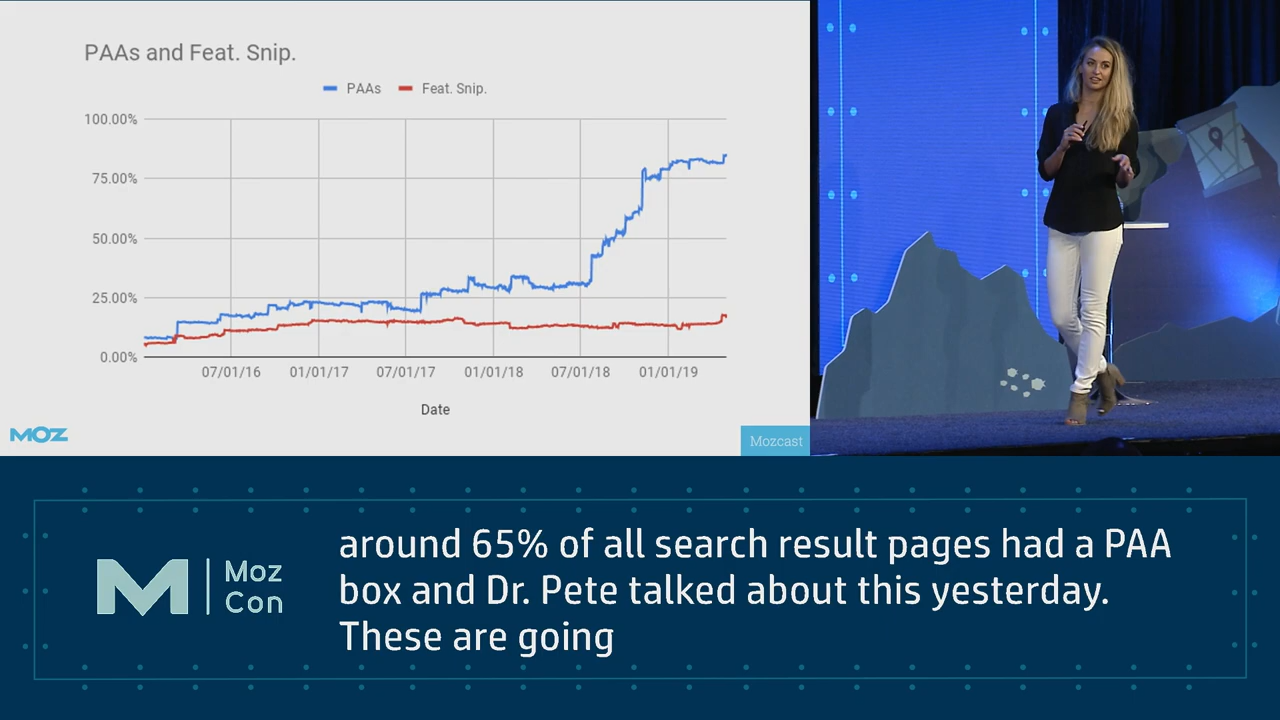 PAAs and Feat. Snip.
PAAs
Feat. Snip.
100.00%
75.00%
50.00%
25.00%
0.00%
07/01/16
01/01/17
07/01/17
01/01/18
07/01/18
01/01/19
Date
MOZ
Mozcast
M
Moz
Con
around 65% of all search result pages had a PAA
box and Dr. Pete talked about this yesterday.
These are going